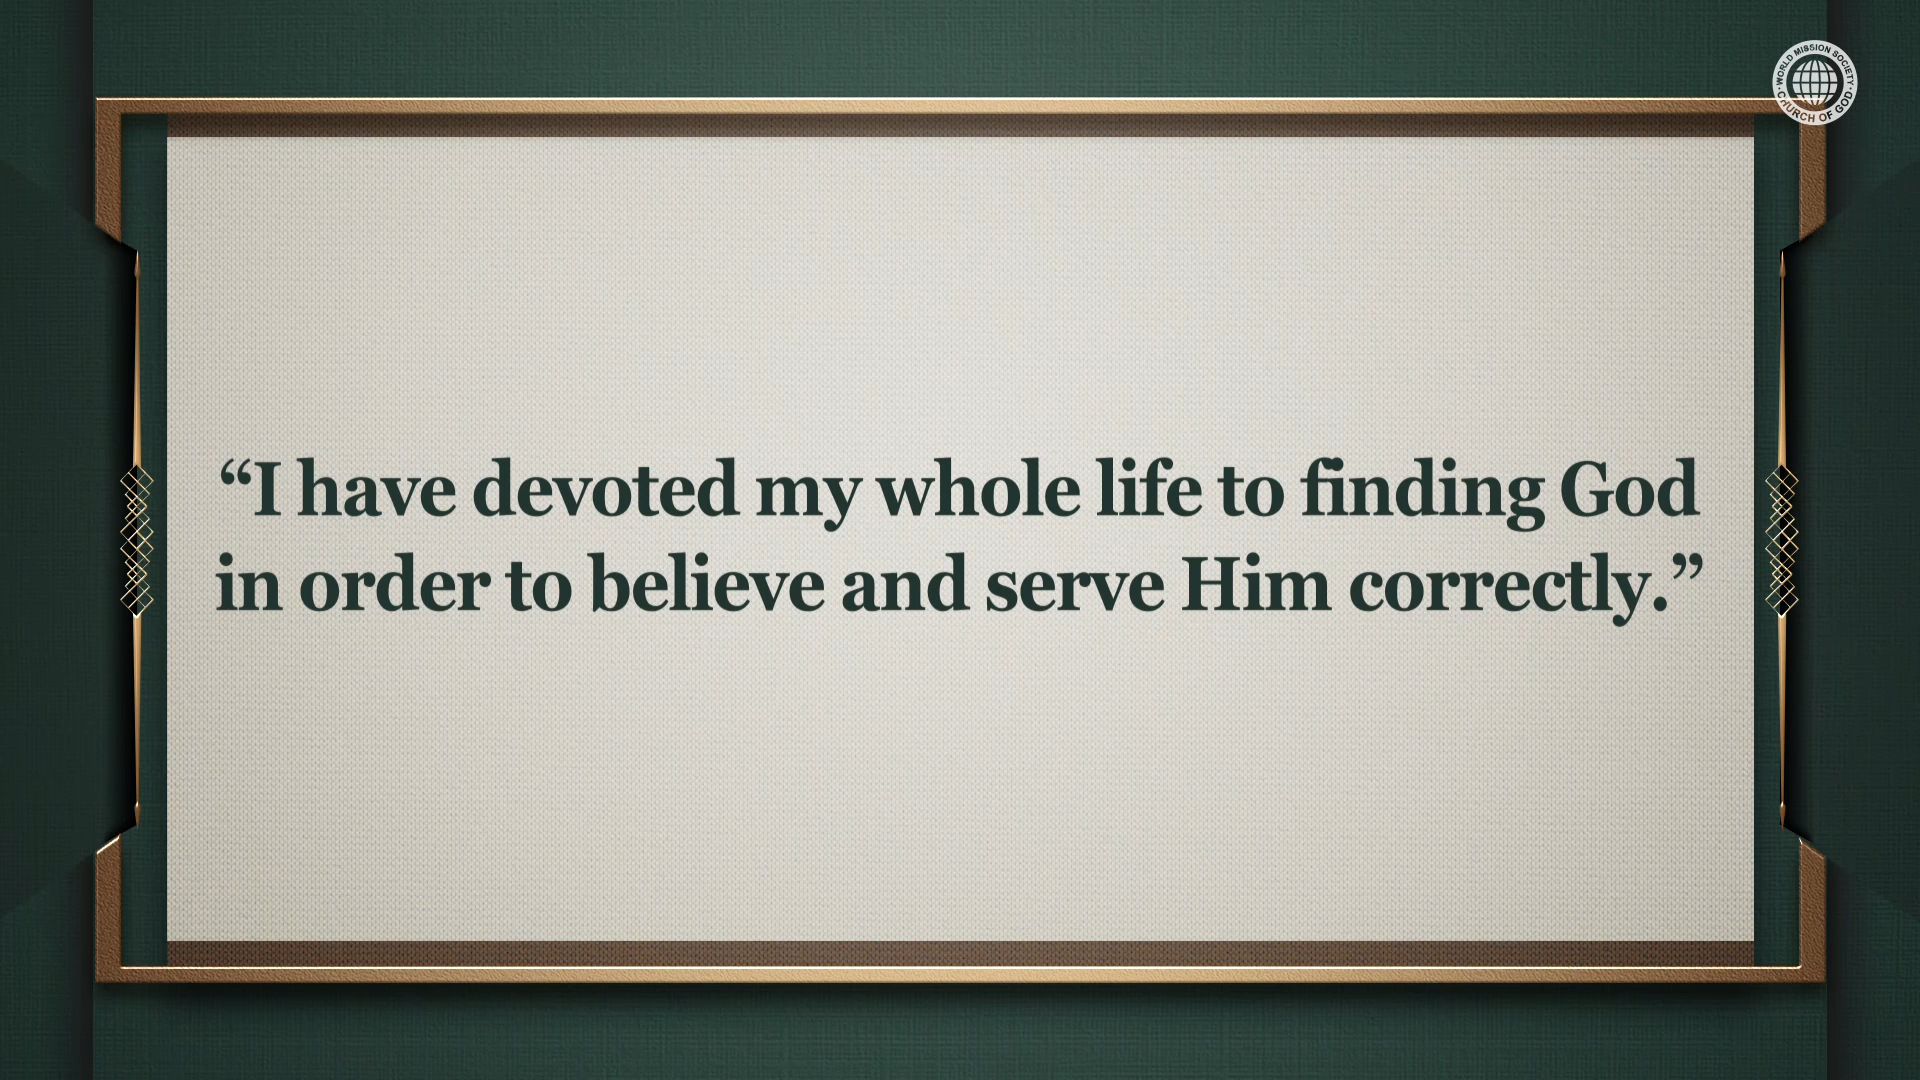 WORLD MISSION SOCIETY
CHURCH OF GOD
“I have devoted my whole life to finding God
in order to believe and serve Him correctly.”